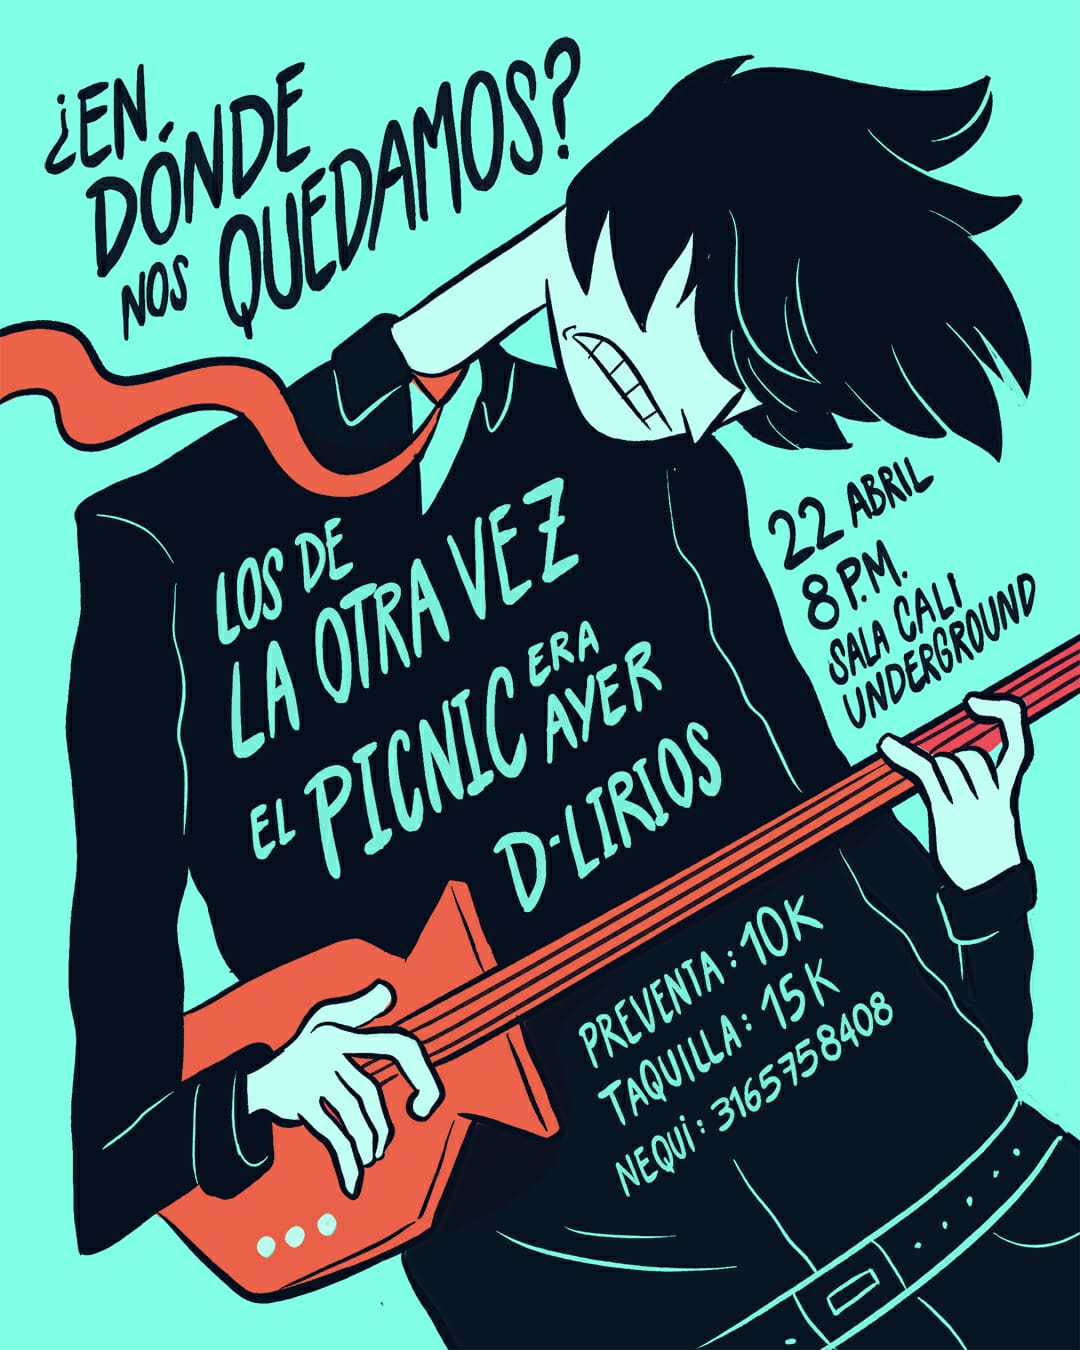 ¿EN
DÓNDE
NOS QUEDAMOS?
LOS DE
LA OTRA VEZ
EL PICNIC ERA
AYER
D-LIRIOS
22 ABRIL
8 P.M.
SALA CALI
UNDERGROUND
PREVENTA: 10K
TAQUILLA: 15K
NEQUI: 3165758408